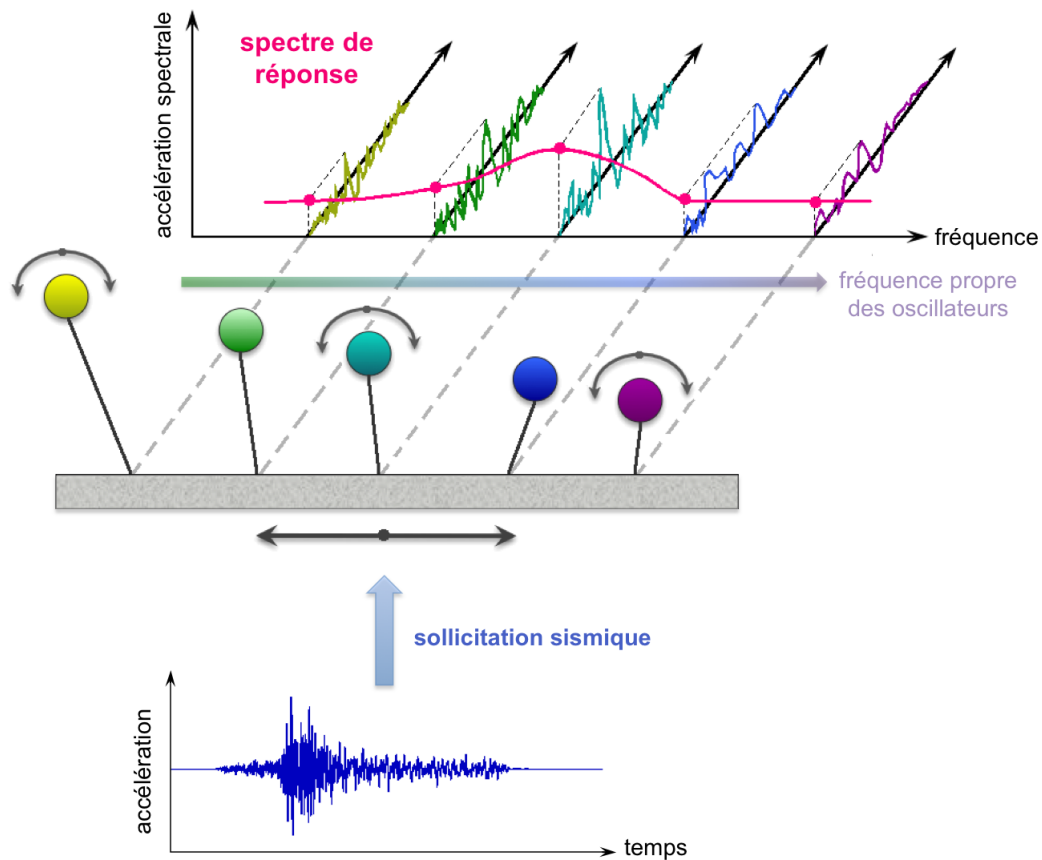 accélération spectrale
spectre de
réponse
fréquence
fréquence propre
des oscillateurs
sollicitation sismique
accélération
temps